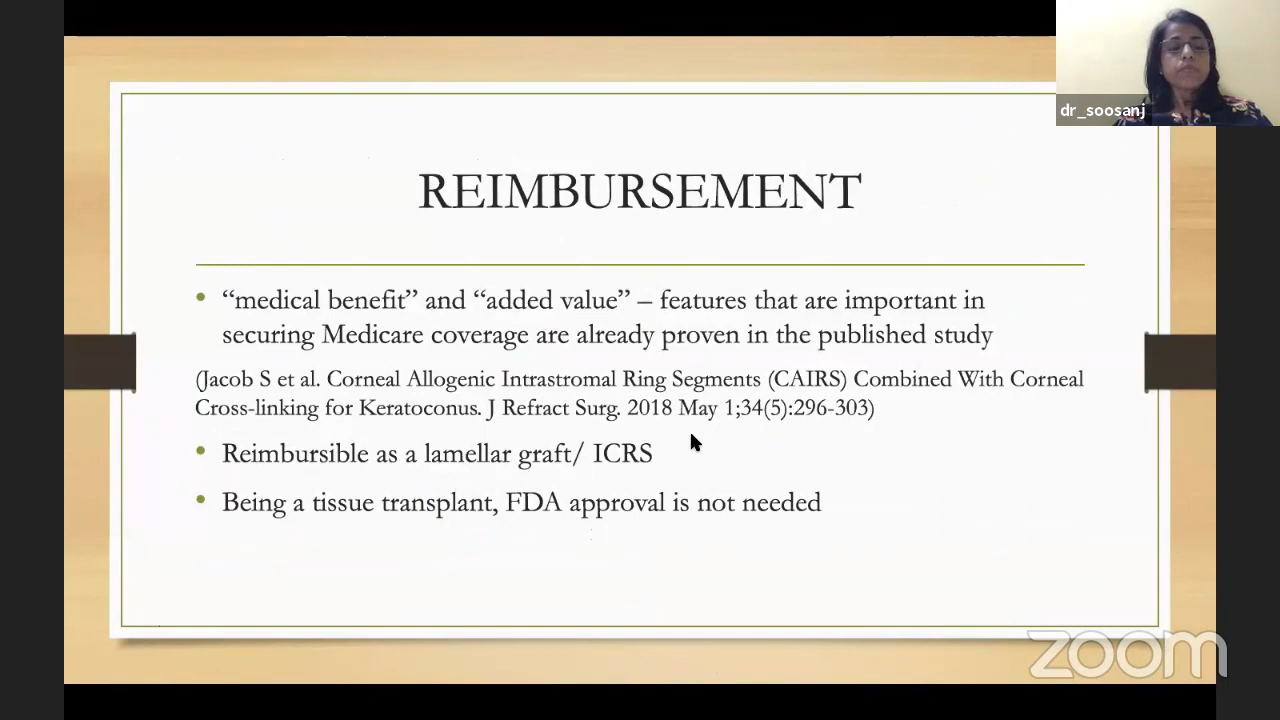 dr_soosanj
REIMBURSEMENT
• “medical benefit” and “added value” – features that are important in
securing Medicare coverage are already proven in the published study
(Jacob S et al. Corneal Allogenic Intrastromal Ring Segments (CAIRS) Combined With Corneal
Cross-linking for Keratoconus. J Refract Surg. 2018 May 1;34(5):296-303)
• Reimbursible as a lamellar graft/ ICRS
• Being a tissue transplant, FDA approval is not needed
zoom